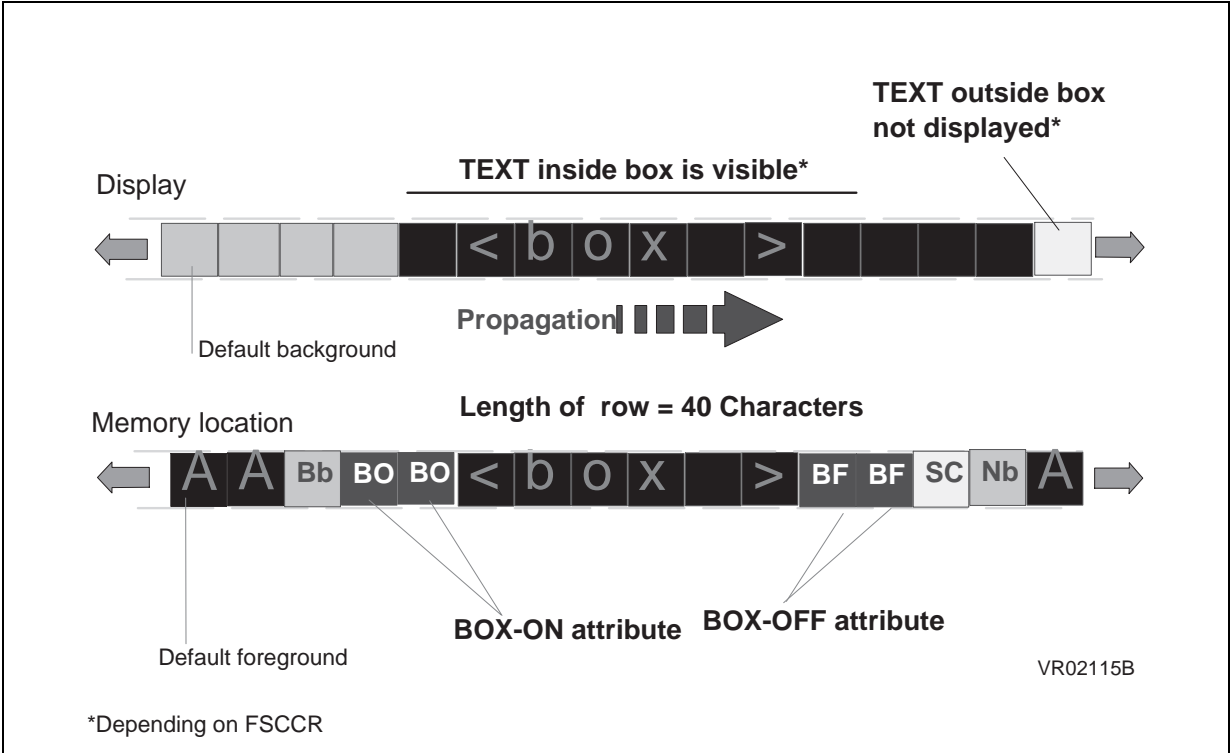 TEXT outside box
not displayed*
TEXT inside box is visible*
Display
< b o x >
Propagation
Default background
Length of row = 40 Characters
Memory location
A A Bb BO BO < b o x > BF BF SC Nb A
BOX-ON attribute BOX-OFF attribute
Default foreground
VR02115B
*Depending on FSCCR